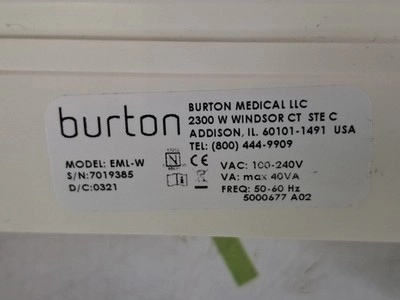 burton
BURTON MEDICAL LLC
2300 W WINDSOR CT STE C
ADDISON, IL. 60101-1491 USA
TEL: (800) 444-9909
MODEL: EML-W
S/N:7019385
D/C:0321
CE
VAC: 100-240V
VA: max 40VA
FREQ: 50-60 Hz
5000677 A02